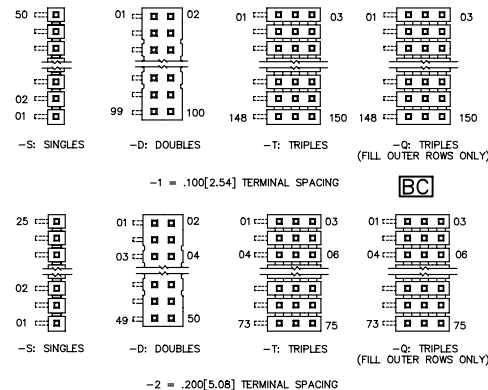 50 02 01
01 02 99 100
01 03 148 150
01 03 148 150
-S: SINGLES
-D: DOUBLES
-T: TRIPLES
-Q: TRIPLES
(FILL OUTER ROWS ONLY)
-1 = .100[2.54] TERMINAL SPACING
BC
25 02 01
01 02 03 04 49 50
01 03 04 06 73 75
01 03 04 06 73 75
-S: SINGLES
-D: DOUBLES
-T: TRIPLES
-Q: TRIPLES
(FILL OUTER ROWS ONLY)
-2 = .200[5.08] TERMINAL SPACING